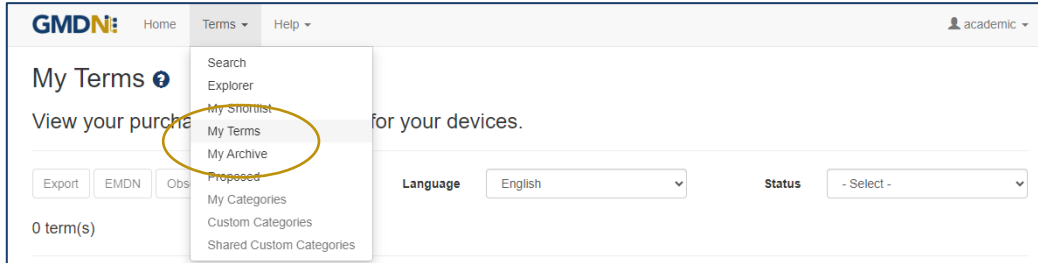 GMDN Home Terms Help academic
Search
My Terms
Explorer
My Shortlist
View your purcha for your devices.
My Terms
My Archive
Proposed
Export EMDN Obs Language English Status - Select -
My Categories
0 term(s)
Custom Categories
Shared Custom Categories